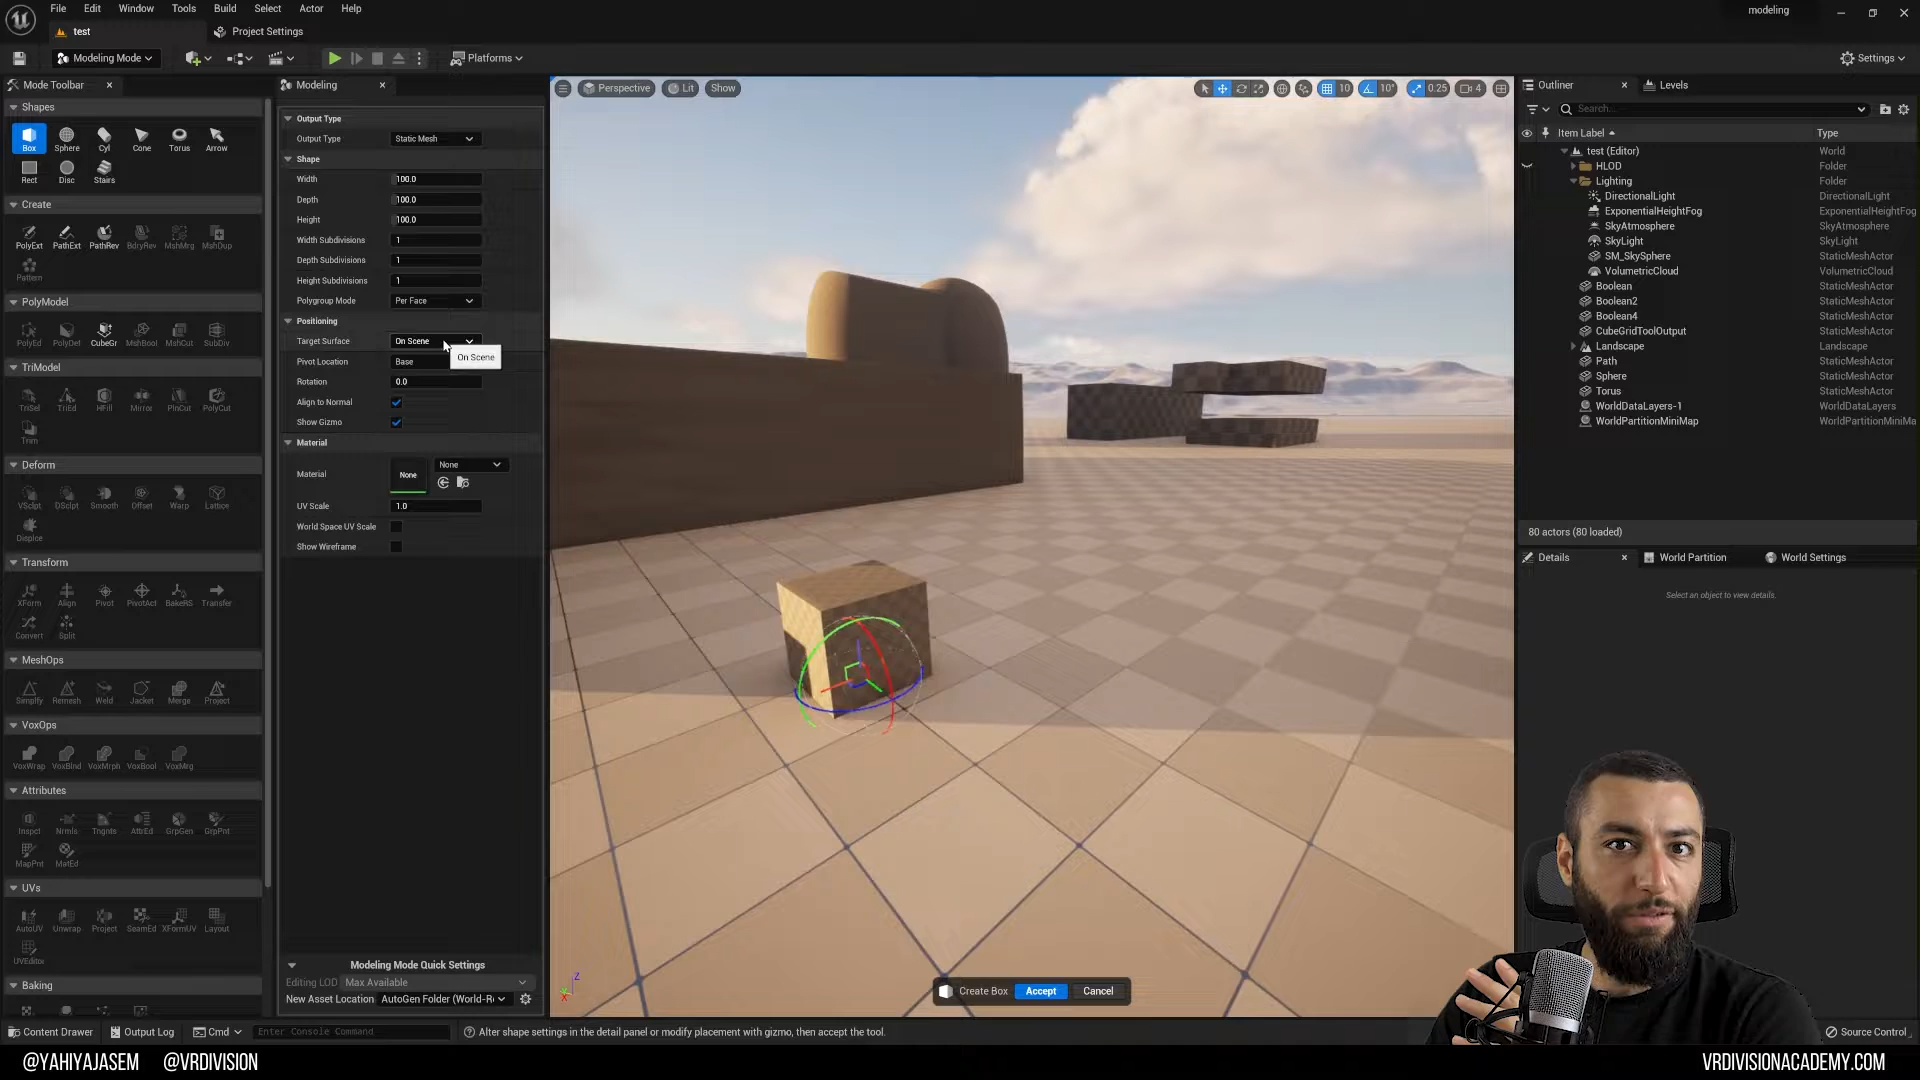 File Edit Window Tools Build Select Actor Help modeling
test Project Settings
Modeling Mode Platforms Settings
Mode Toolbar
Shapes
Box Sphere Cyl Cone Torus Arrow
Rect Disc Stairs
Create
PolyExt PathExt PathRev BdryRev MshMrg MshDup
Pattern
PolyModel
PolyEd PolyDef CubeGr MshBool MshCut SubDiv
TriModel
TriSel TriEd HFill Mirror PlnCut PolyCut
Trim
Deform
VSclpt DSclpt Smooth Offset Warp Lattice
Displce
Transform
XForm Align Pivot PivotAct BakeRS Transfer
Convert Split
MeshOps
Simplfy Remesh Weld Jacket Merge Project
VoxOps
VoxWrap VoxBlnd VoxMrph VoxBool VoxMrg
Attributes
Inspct Nrmls Tngnts AttrEd GrpGen GrpPnt
MapPnt MatEd
UVs
AutoUV Unwrap Project SeamEd XFormUV Layout
UVEditor
Baking
Modeling
Output Type
Output Type Static Mesh
Shape
Width 100.0
Depth 100.0
Height 100.0
Width Subdivisions 1
Depth Subdivisions 1
Height Subdivisions 1
Polygroup Mode Per Face
Positioning
Target Surface On Scene
On Scene
Pivot Location Base
Rotation 0.0
Align to Normal
Show Gizmo
Material
Material None None
UV Scale 1.0
World Space UV Scale
Show Wireframe
Modeling Mode Quick Settings
Editing LOD Max Available
New Asset Location AutoGen Folder (World-R
Perspective Lit Show 10 10° 0.25 4
Z
Create Box Accept Cancel
Outliner Levels
Search...
Item Label Type
test (Editor) World
HLOD Folder
Lighting Folder
DirectionalLight DirectionalLight
ExponentialHeightFog ExponentialHeightFog
SkyAtmosphere SkyAtmosphere
SkyLight SkyLight
SM_SkySphere StaticMeshActor
VolumetricCloud VolumetricCloud
Boolean StaticMeshActor
Boolean2 StaticMeshActor
Boolean4 StaticMeshActor
CubeGridToolOutput StaticMeshActor
Landscape Landscape
Path StaticMeshActor
Sphere StaticMeshActor
Torus StaticMeshActor
WorldDataLayers-1 WorldDataLayers
WorldPartitionMiniMap WorldPartitionMiniMa
80 actors (80 loaded)
Details World Partition World Settings
Select an object to view details.
Content Drawer Output Log Cmd Enter Console Command Alter shape settings in the detail panel or modify placement with gizmo, then accept the tool. Source Control
@YAHIYAJASEM @VRDIVISION VRDIVISIONACADEMY.COM